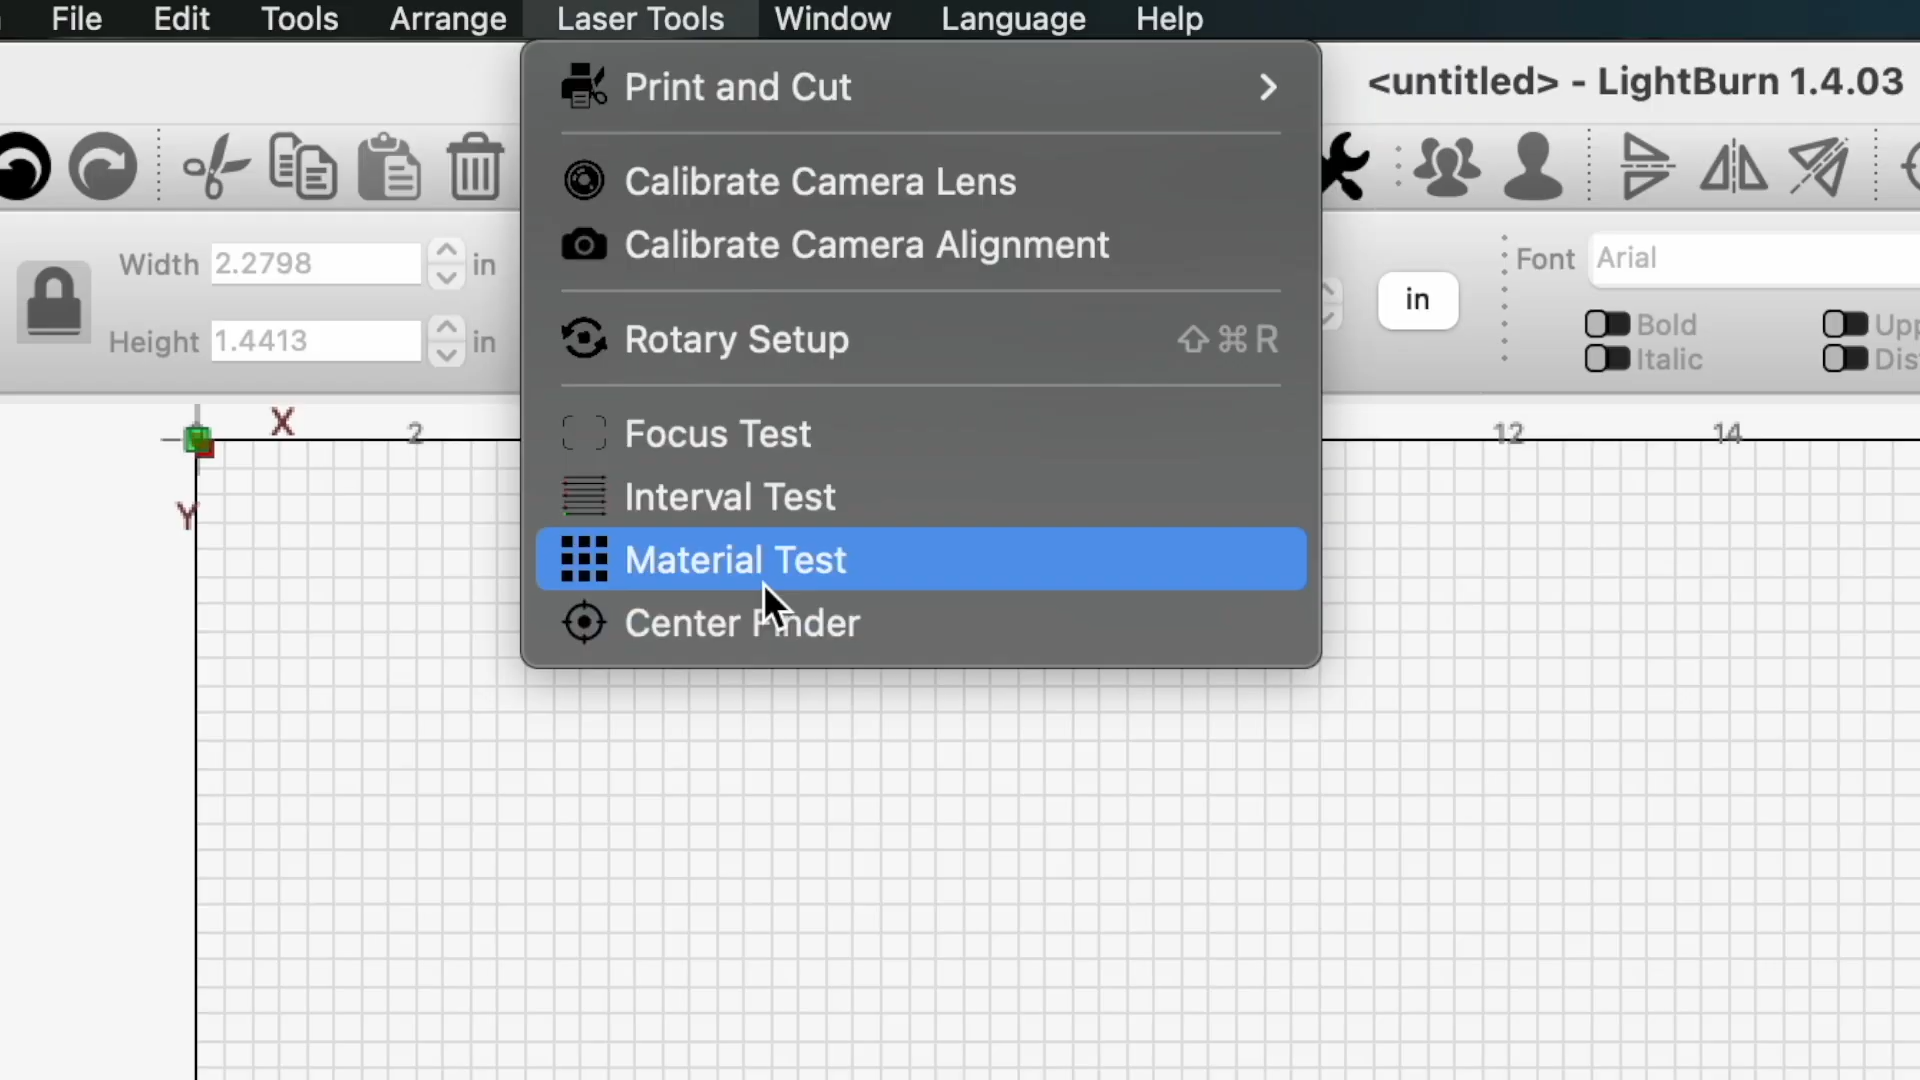 File Edit Tools Arrange Laser Tools Window Language Help
<untitled> - LightBurn 1.4.03
Print and Cut
Calibrate Camera Lens
Calibrate Camera Alignment
Rotary Setup ⇧⌘R
Focus Test
Interval Test
Material Test
Center Finder
Width 2.2798 in
Height 1.4413 in
in
Font Arial
Bold
Italic
X 2 12 14
Y